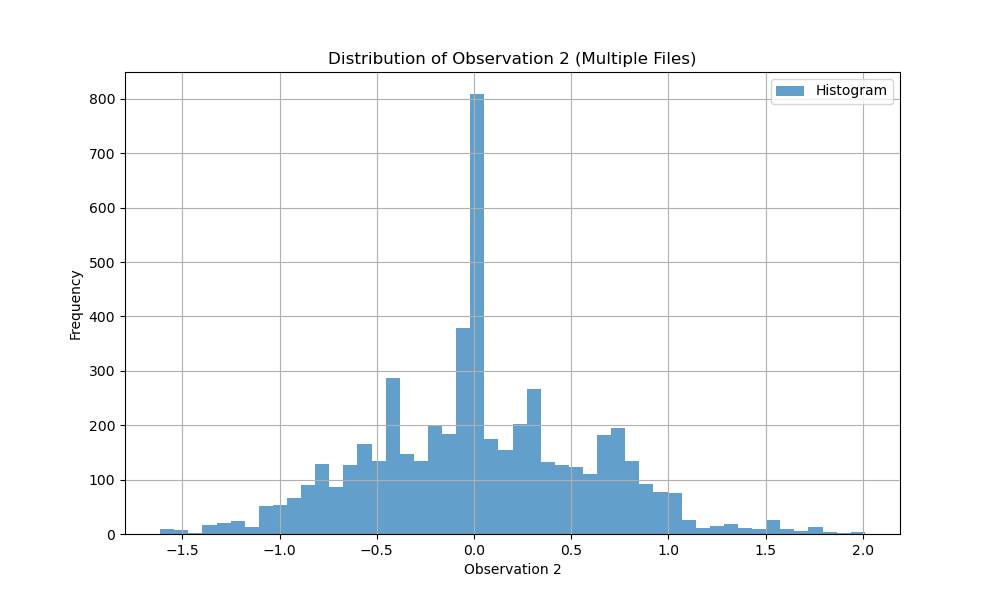 Distribution of Observation 2 (Multiple Files)
Histogram
Frequency
800
700
600
500
400
300
200
100
0
−1.5 −1.0 −0.5 0.0 0.5 1.0 1.5 2.0
Observation 2